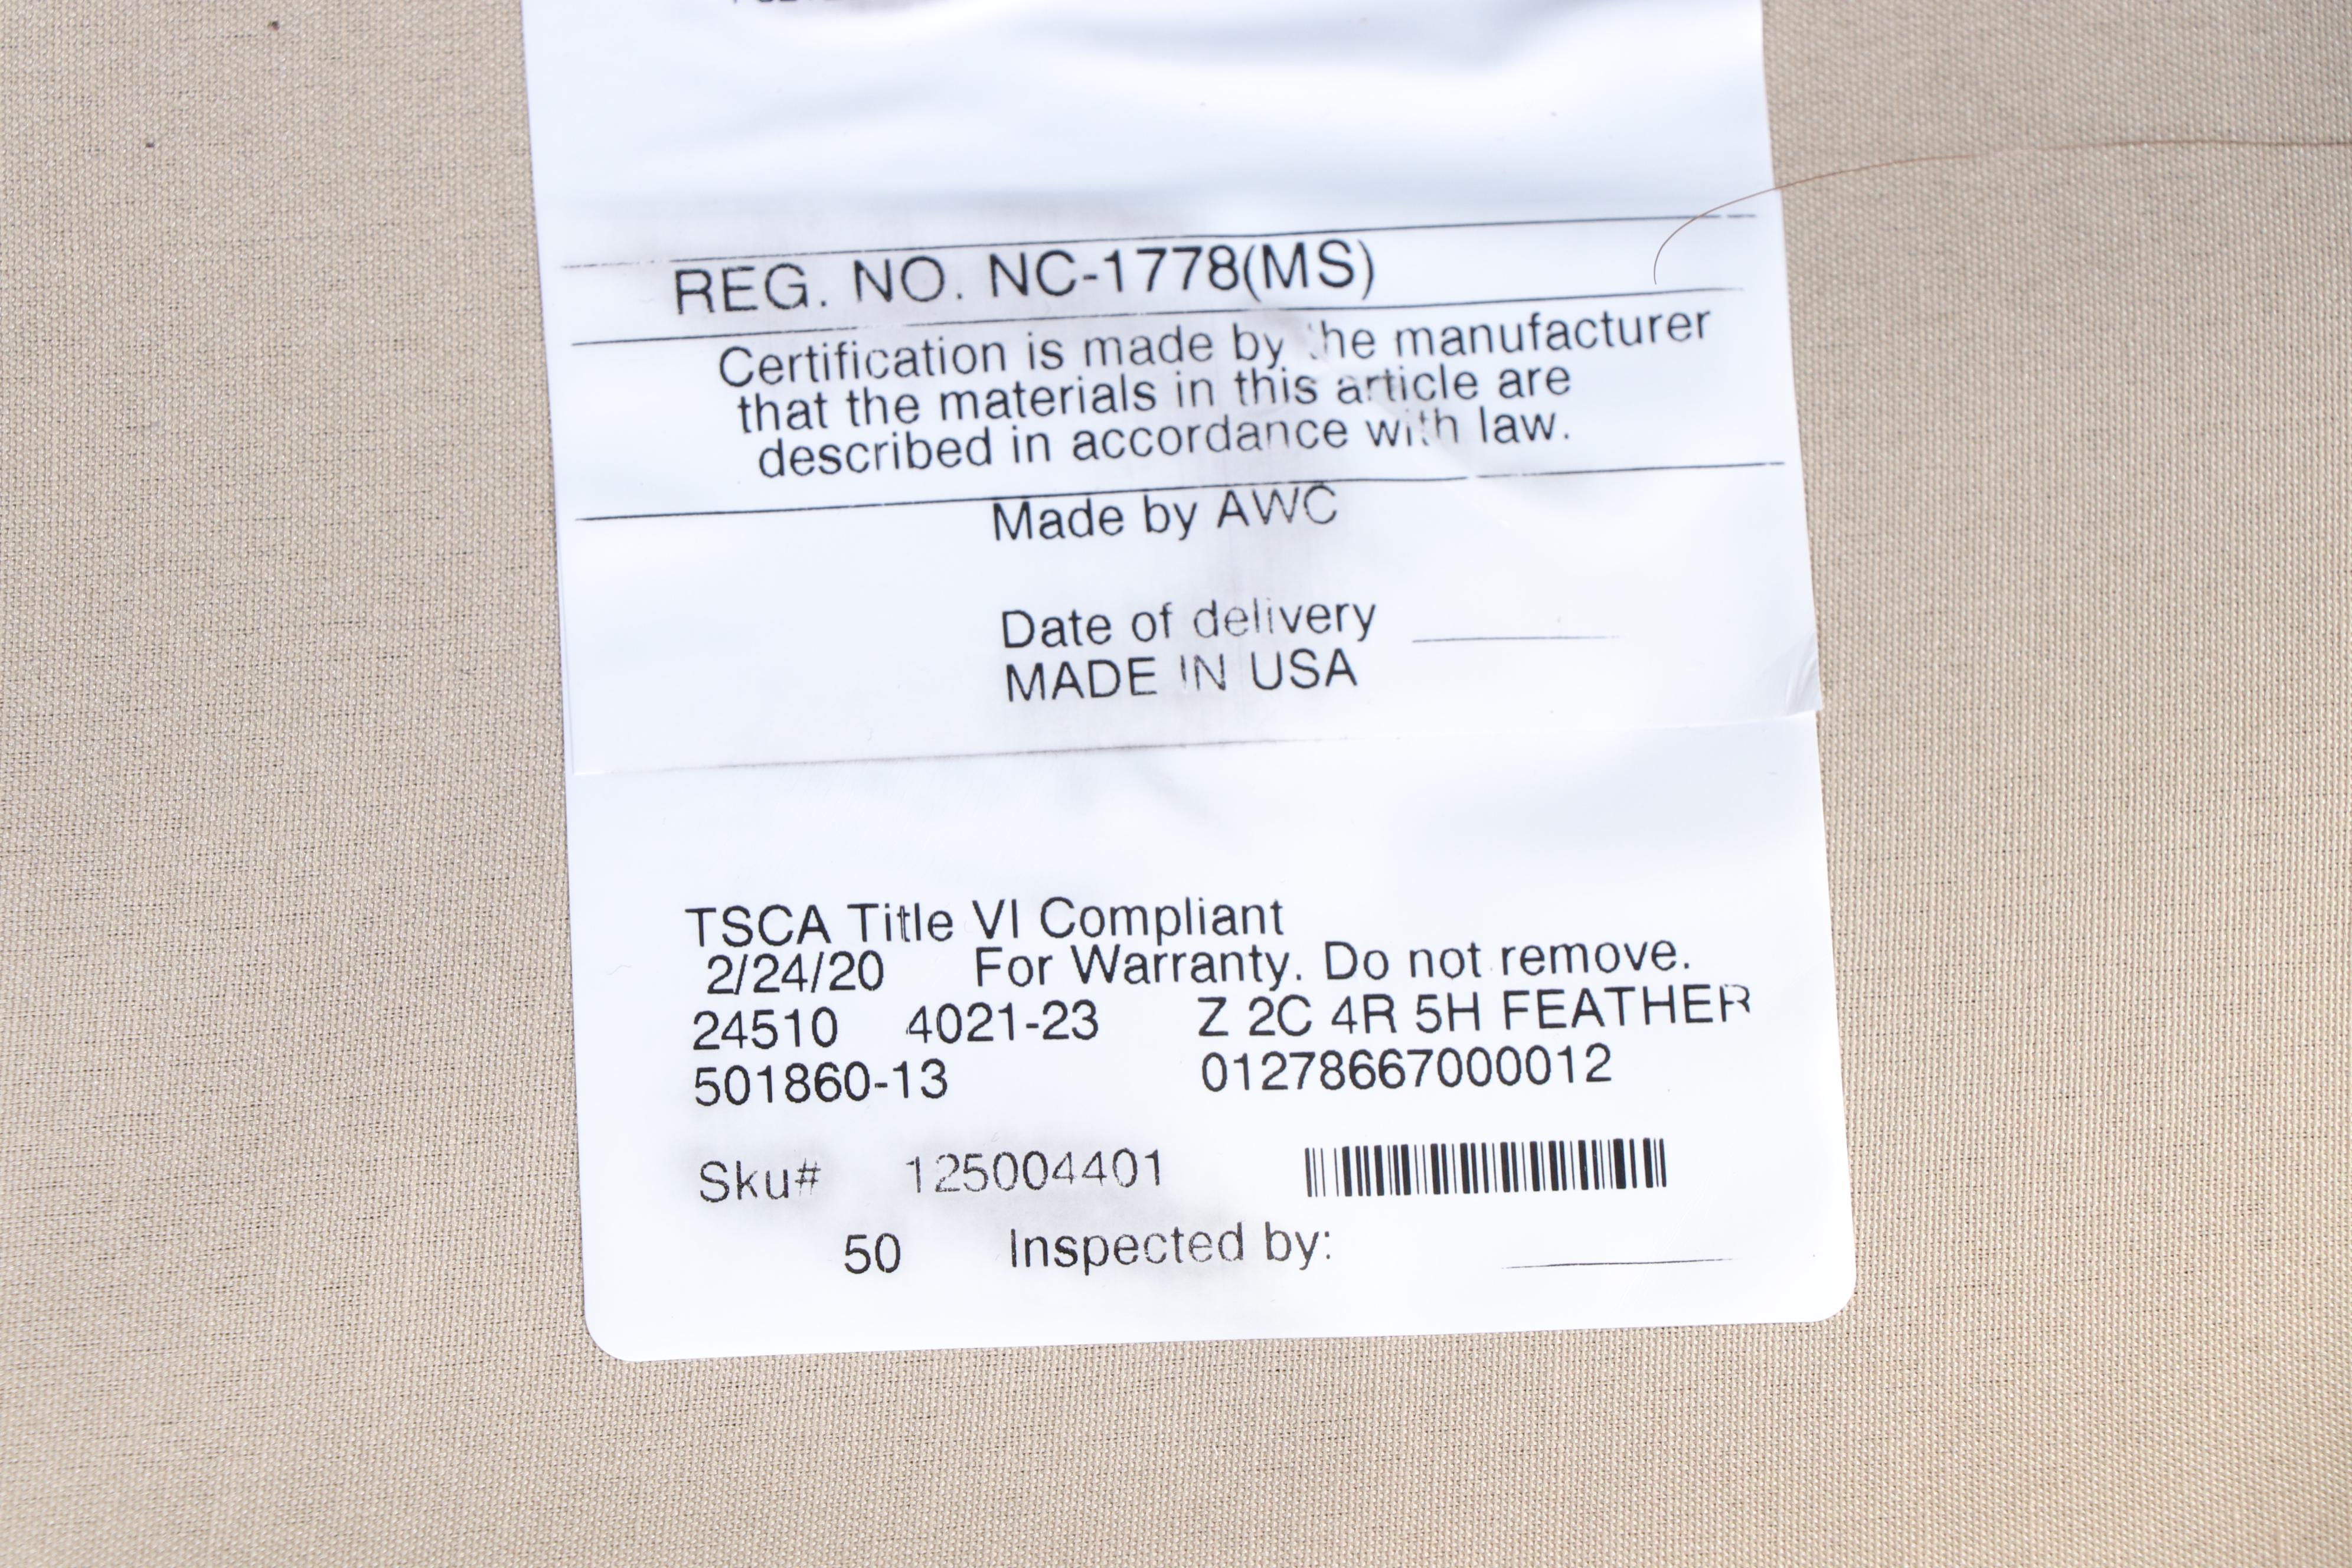 REG. NO. NC-1778(MS)
Certification is made by the manufacturer
that the materials in this article are
described in accordance with law.
Made by AWC
Date of delivery
MADE IN USA
TSCA Title VI Compliant
2/24/20 For Warranty. Do not remove.
24510 4021-23 Z 2C 4R 5H FEATHER
501860-13 01278667000012
Sku# 125004401
50 Inspected by: